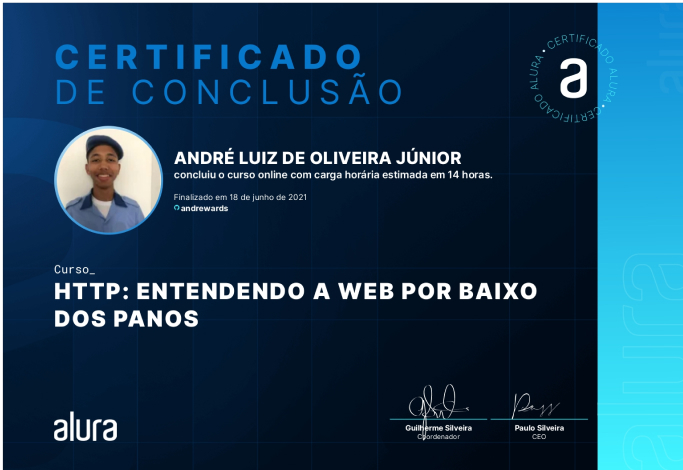 CERTIFICADO
DE CONCLUSÃO
CERTIFICADO ALURA • CERTIFICADO ALURA •
a
ANDRÉ LUIZ DE OLIVEIRA JÚNIOR
concluiu o curso online com carga horária estimada em 14 horas.
Finalizado em 18 de junho de 2021
andrewards
Curso_
HTTP: ENTENDENDO A WEB POR BAIXO
DOS PANOS
alura
Guilherme Silveira
Coordenador
Paulo Silveira
CEO
alura
alura